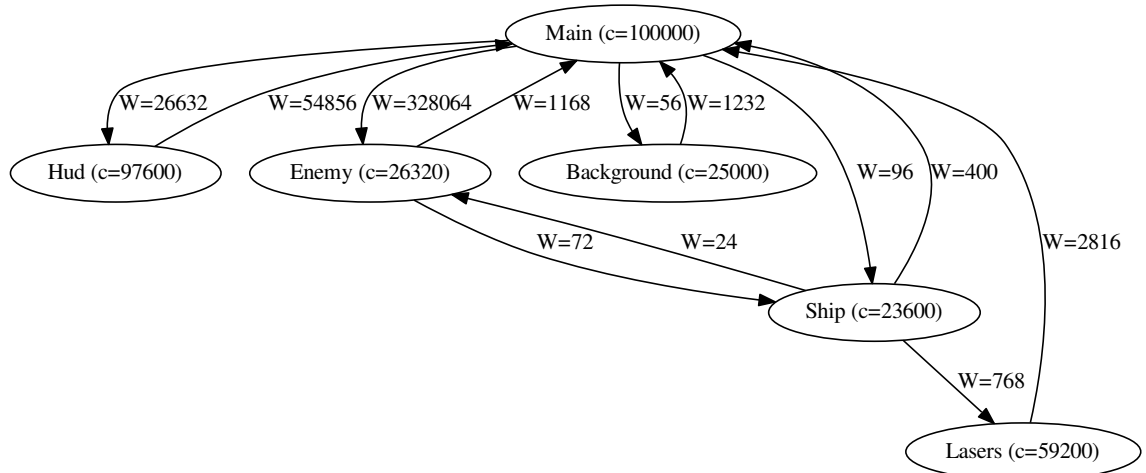 Main (c=100000)
W=26632
W=54856
W=328064
W=1168
W=56
W=1232
Hud (c=97600)
Enemy (c=26320)
Background (c=25000)
W=96
W=400
W=72
W=24
W=2816
Ship (c=23600)
W=768
Lasers (c=59200)